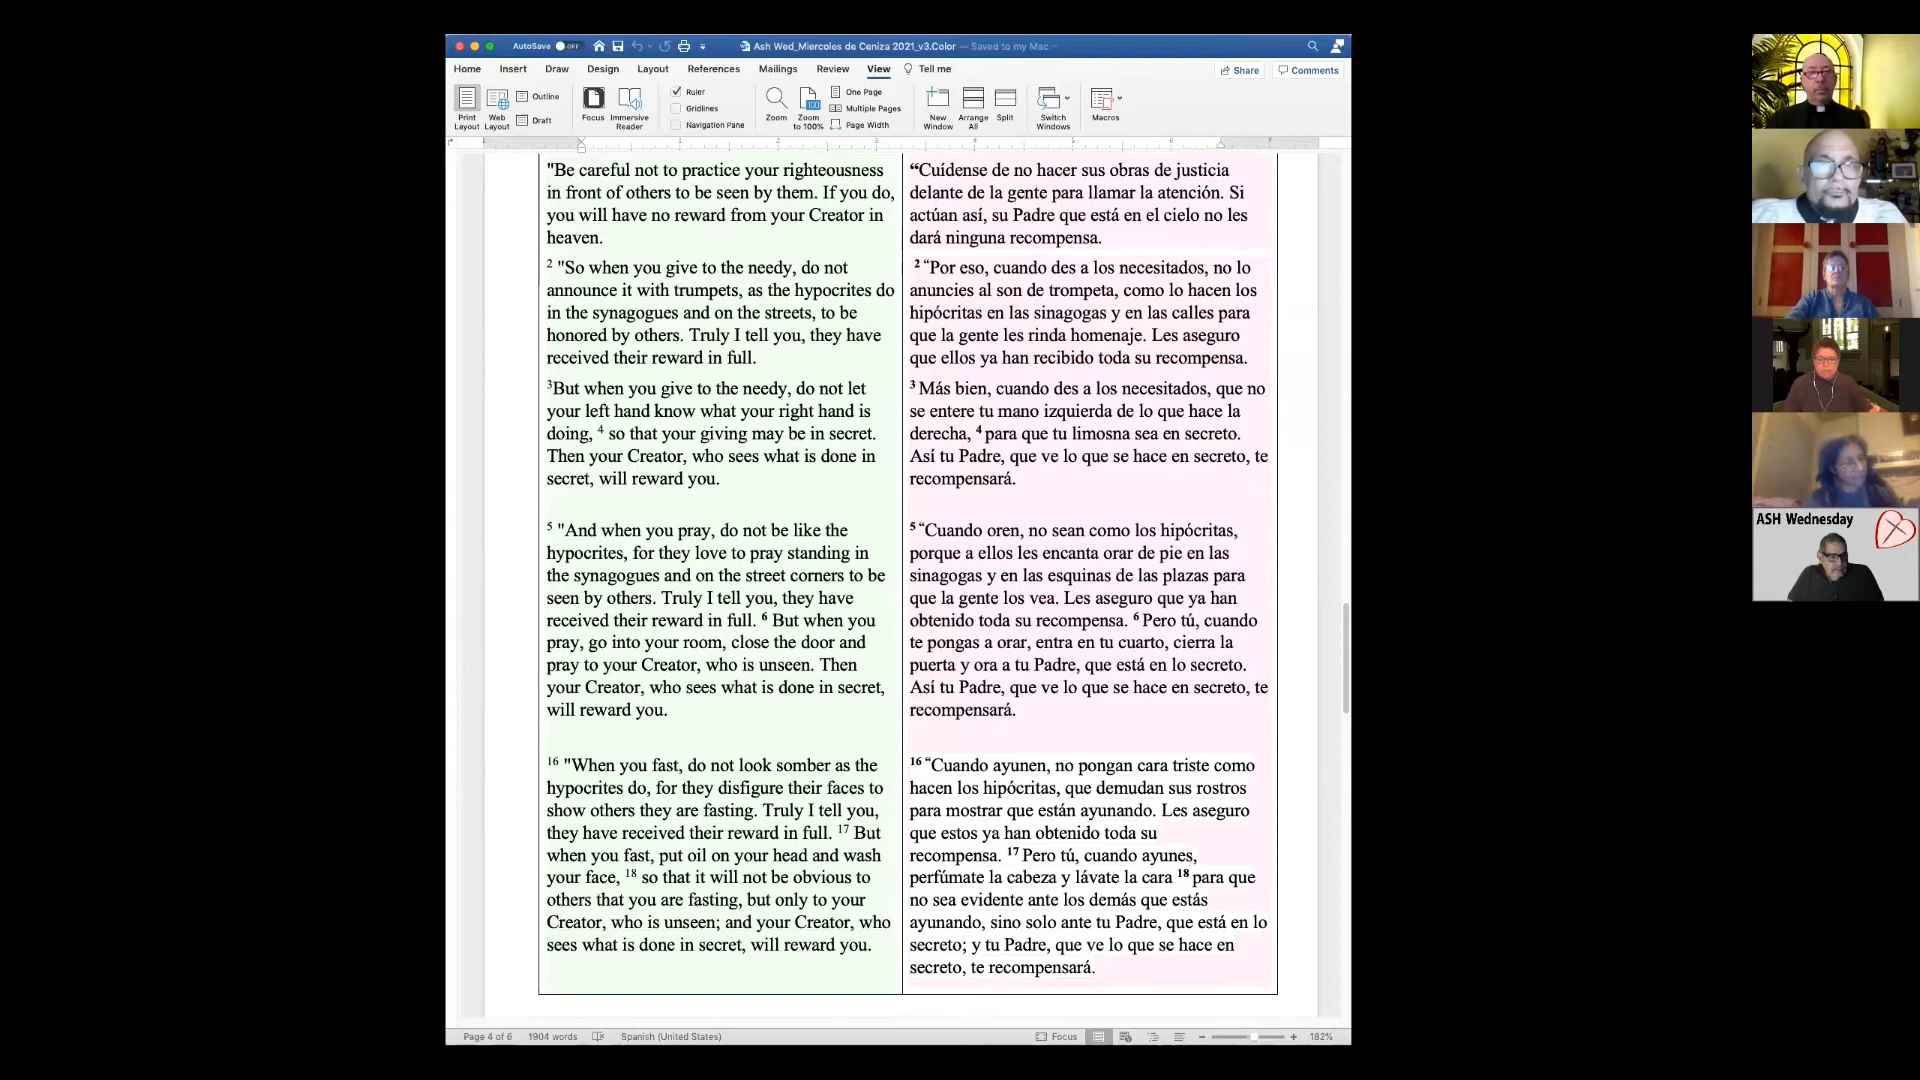 AutoSave OFF
Ash Wed_Miercoles de Ceniza 2021_v3.Color — Saved to my Mac
Home Insert Draw Design Layout References Mailings Review View Tell me
Share Comments
Print Layout
Web Layout
Outline
Draft
Focus
Immersive Reader
Ruler
Gridlines
Navigation Pane
Zoom
Zoom to 100%
One Page
Multiple Pages
Page Width
New Window
Arrange All
Split
Switch Windows
Macros
"Be careful not to practice your righteousness
in front of others to be seen by them. If you do,
you will have no reward from your Creator in
heaven.
2 "So when you give to the needy, do not
announce it with trumpets, as the hypocrites do
in the synagogues and on the streets, to be
honored by others. Truly I tell you, they have
received their reward in full.
3But when you give to the needy, do not let
your left hand know what your right hand is
doing, 4 so that your giving may be in secret.
Then your Creator, who sees what is done in
secret, will reward you.
5 "And when you pray, do not be like the
hypocrites, for they love to pray standing in
the synagogues and on the street corners to be
seen by others. Truly I tell you, they have
received their reward in full. 6 But when you
pray, go into your room, close the door and
pray to your Creator, who is unseen. Then
your Creator, who sees what is done in secret,
will reward you.
16 "When you fast, do not look somber as the
hypocrites do, for they disfigure their faces to
show others they are fasting. Truly I tell you,
they have received their reward in full. 17 But
when you fast, put oil on your head and wash
your face, 18 so that it will not be obvious to
others that you are fasting, but only to your
Creator, who is unseen; and your Creator, who
sees what is done in secret, will reward you.
“Cuídense de no hacer sus obras de justicia
delante de la gente para llamar la atención. Si
actúan así, su Padre que está en el cielo no les
dará ninguna recompensa.
2 “Por eso, cuando des a los necesitados, no lo
anuncies al son de trompeta, como lo hacen los
hipócritas en las sinagogas y en las calles para
que la gente les rinda homenaje. Les aseguro
que ellos ya han recibido toda su recompensa.
3 Más bien, cuando des a los necesitados, que no
se entere tu mano izquierda de lo que hace la
derecha, 4 para que tu limosna sea en secreto.
Así tu Padre, que ve lo que se hace en secreto, te
recompensará.
5 “Cuando oren, no sean como los hipócritas,
porque a ellos les encanta orar de pie en las
sinagogas y en las esquinas de las plazas para
que la gente los vea. Les aseguro que ya han
obtenido toda su recompensa. 6 Pero tú, cuando
te pongas a orar, entra en tu cuarto, cierra la
puerta y ora a tu Padre, que está en lo secreto.
Así tu Padre, que ve lo que se hace en secreto, te
recompensará.
16 “Cuando ayunen, no pongan cara triste como
hacen los hipócritas, que demudan sus rostros
para mostrar que están ayunando. Les aseguro
que estos ya han obtenido toda su
recompensa. 17 Pero tú, cuando ayunes,
perfúmate la cabeza y lávate la cara 18 para que
no sea evidente ante los demás que estás
ayunando, sino solo ante tu Padre, que está en lo
secreto; y tu Padre, que ve lo que se hace en
secreto, te recompensará.
Page 4 of 6 1904 words Spanish (United States) Focus 182%
ASH Wednesday